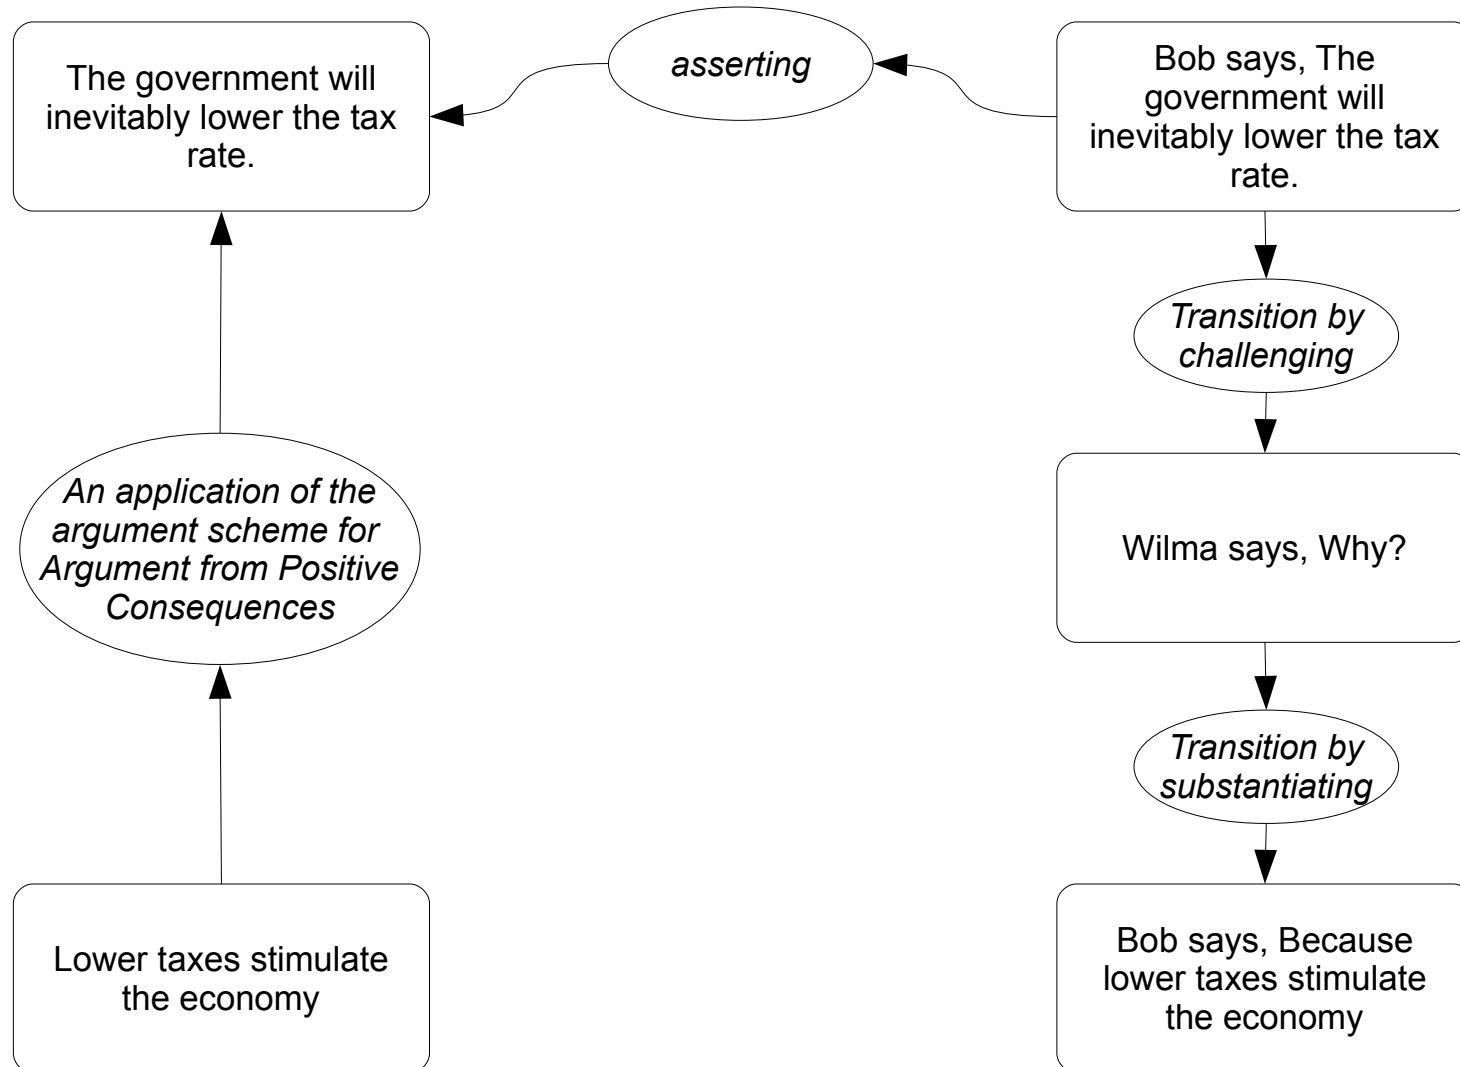 The government will
inevitably lower the tax
rate.
asserting
Bob says, The
government will
inevitably lower the tax
rate.
Transition by
challenging
An application of the
argument scheme for
Argument from Positive
Consequences
Wilma says, Why?
Transition by
substantiating
Lower taxes stimulate
the economy
Bob says, Because
lower taxes stimulate
the economy